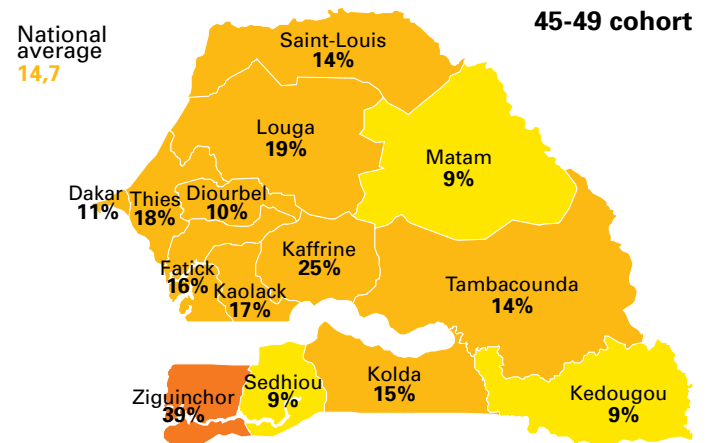 45-49 cohort
National
average
14,7
Saint-Louis
14%
Louga
19%
Matam
9%
Dakar
11%
Thies
18%
Diourbel
10%
Kaffrine
25%
Fatick
16%
Kaolack
17%
Tambacounda
14%
Ziguinchor
39%
Sedhiou
9%
Kolda
15%
Kedougou
9%